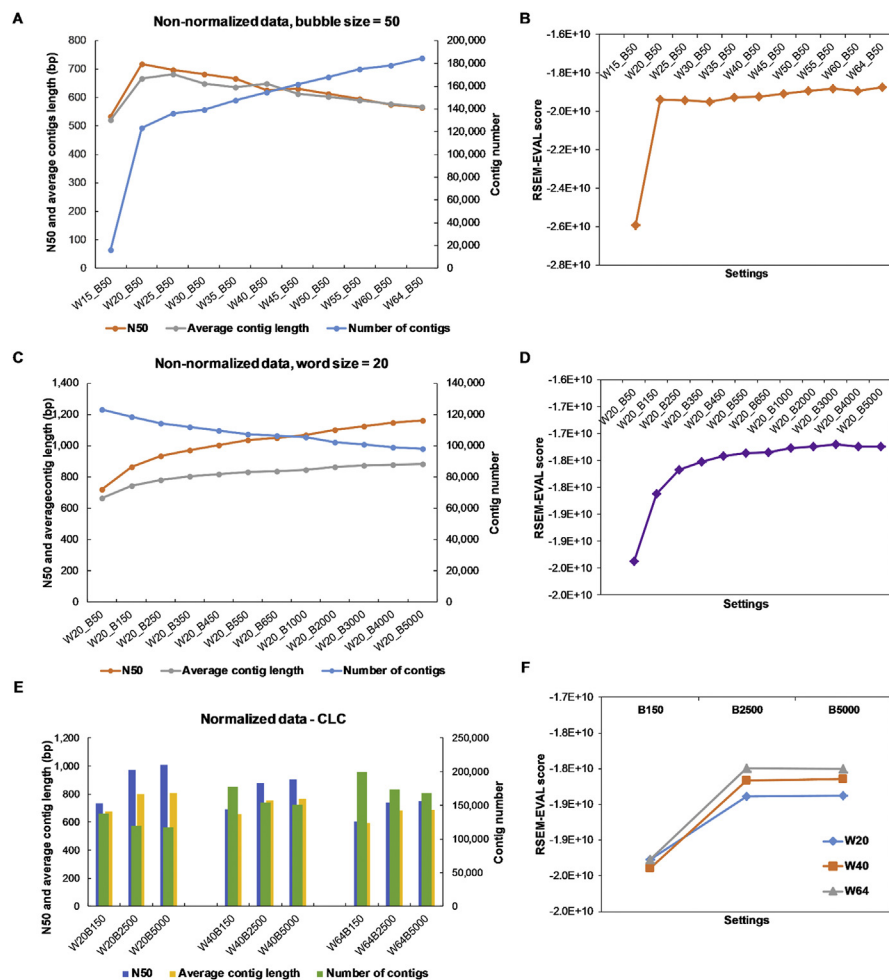 A
Non-normalized data, bubble size = 50
N50 and average contigs length (bp)
800
700
600
500
400
300
200
100
0
200,000
180,000
160,000
140,000
120,000
100,000
80,000
60,000
40,000
20,000
0
Contig number
W15_B50
W20_B50
W25_B50
W30_B50
W35_B50
W40_B50
W45_B50
W50_B50
W55_B50
W60_B50
W64_B50
N50
Average contig length
Number of contigs
B
RSEM-EVAL score
-1.6E+10
-1.8E+10
-2.0E+10
-2.2E+10
-2.4E+10
-2.6E+10
-2.8E+10
W15_B50
W20_B50
W25_B50
W30_B50
W35_B50
W40_B50
W45_B50
W50_B50
W55_B50
W60_B50
W64_B50
Settings
C
Non-normalized data, word size = 20
N50 and averagecontig length (bp)
1,400
1,200
1,000
800
600
400
200
0
140,000
120,000
100,000
80,000
60,000
40,000
20,000
0
Contig number
W20_B50
W20_B150
W20_B250
W20_B350
W20_B450
W20_B550
W20_B650
W20_B1000
W20_B2000
W20_B3000
W20_B4000
W20_B5000
N50
Average contig length
Number of contigs
D
RSEM-EVAL score
-1.6E+10
-1.7E+10
-1.7E+10
-1.8E+10
-1.8E+10
-1.9E+10
-1.9E+10
-2.0E+10
-2.0E+10
W20_B50
W20_B150
W20_B250
W20_B350
W20_B450
W20_B550
W20_B650
W20_B1000
W20_B2000
W20_B3000
W20_B4000
W20_B5000
Settings
E
Normalized data - CLC
N50 and average contig length (bp)
1,200
1,000
800
600
400
200
0
250,000
200,000
150,000
100,000
50,000
0
Contig number
W20B150
W20B2500
W20B5000
W40B150
W40B2500
W40B5000
W64B150
W64B2500
W64B5000
N50
Average contig length
Number of contigs
F
RSEM-EVAL score
-1.7E+10
-1.8E+10
-1.8E+10
-1.9E+10
-1.9E+10
-2.0E+10
-2.0E+10
B150
B2500
B5000
W20
W40
W64
Settings